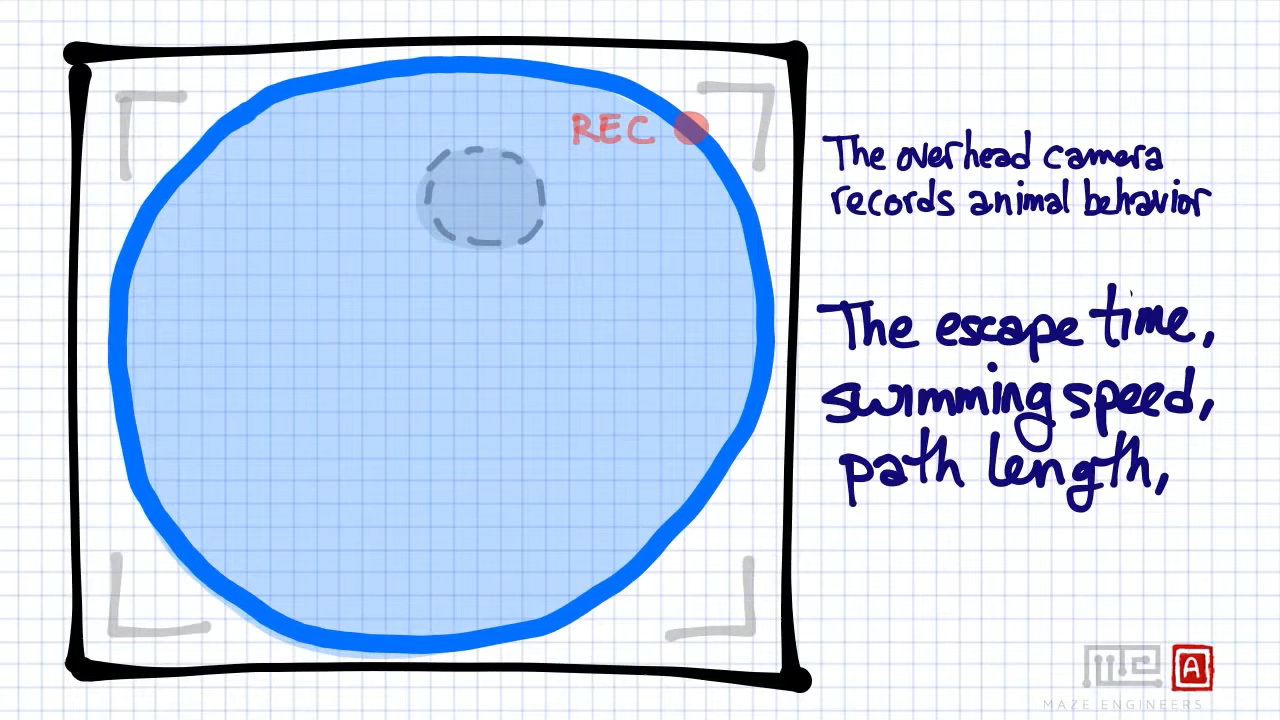 REC
The overhead camera
records animal behavior
The escape time,
swimming speed,
path length,
A
MAZE ENGINEERS